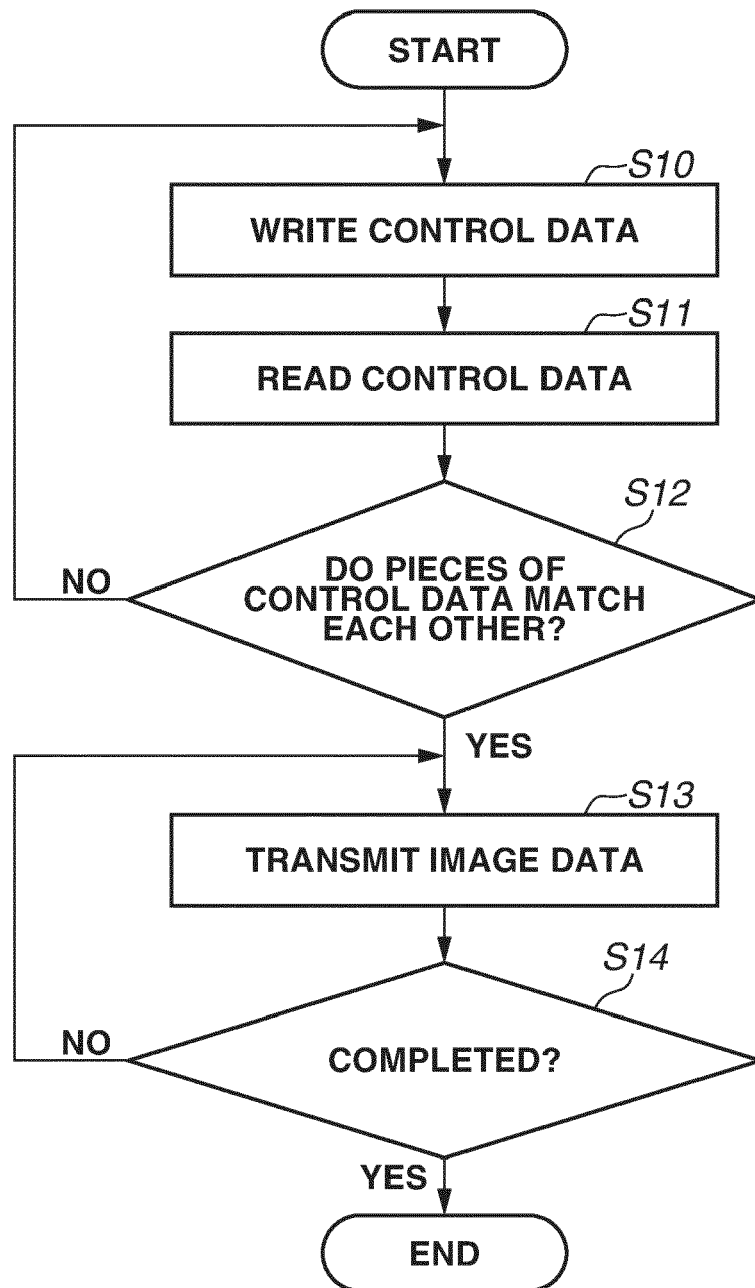 START
S10
WRITE CONTROL DATA
S11
READ CONTROL DATA
S12
DO PIECES OF
CONTROL DATA MATCH
EACH OTHER?
NO
YES
S13
TRANSMIT IMAGE DATA
S14
COMPLETED?
NO
YES
END